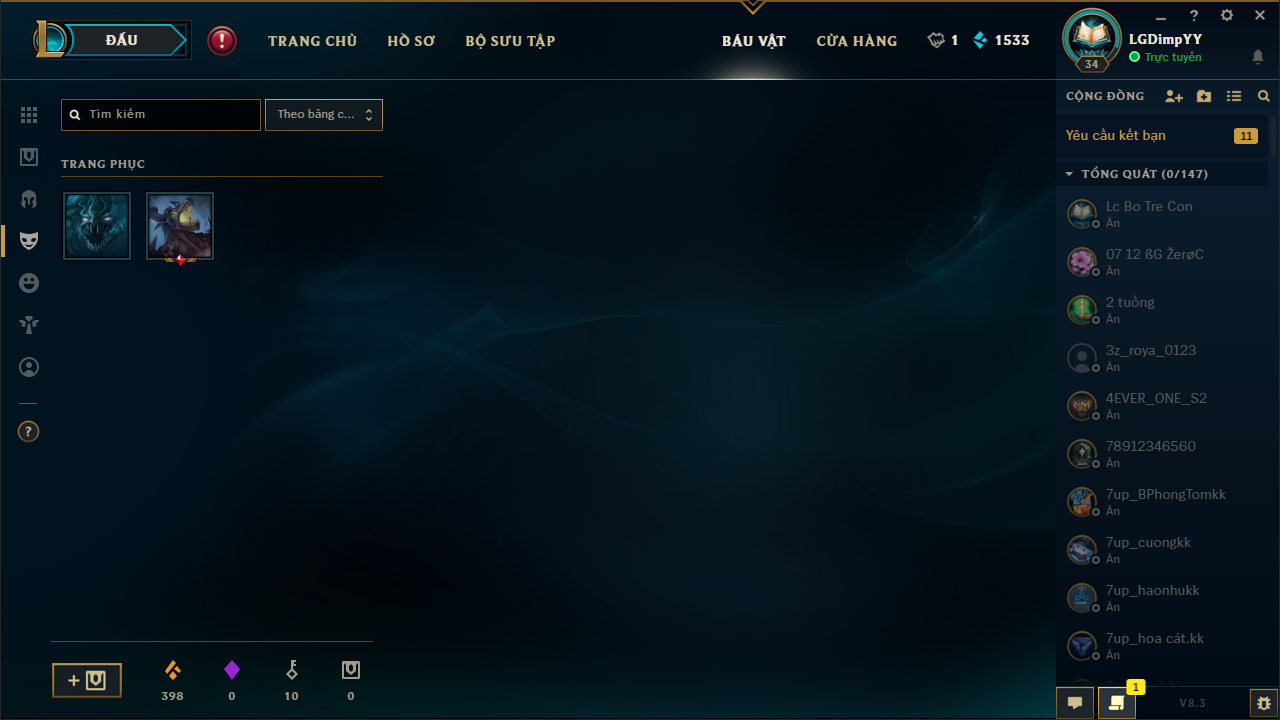 ĐẤU
TRANG CHỦ
HỒ SƠ
BỘ SƯU TẬP
BÁU VẬT
CỬA HÀNG
1
1533
?
34
LGDimpYY
Trực tuyến
Tìm kiếm
Theo bảng c...
TRANG PHỤC
?
398
0
10
0
CỘNG ĐỒNG
Yêu cầu kết bạn
11
TỔNG QUÁT (0/147)
Lc Bo Tre Con
Ẩn
07 12 ßG ŽerøC
Ẩn
2 tuồng
Ẩn
3z_roya_0123
Ẩn
4EVER_ONE_S2
Ẩn
78912346560
Ẩn
7up_BPhongTomkk
Ẩn
7up_cuongkk
Ẩn
7up_haonhukk
Ẩn
7up_hoa cát.kk
Ẩn
1
V8.3